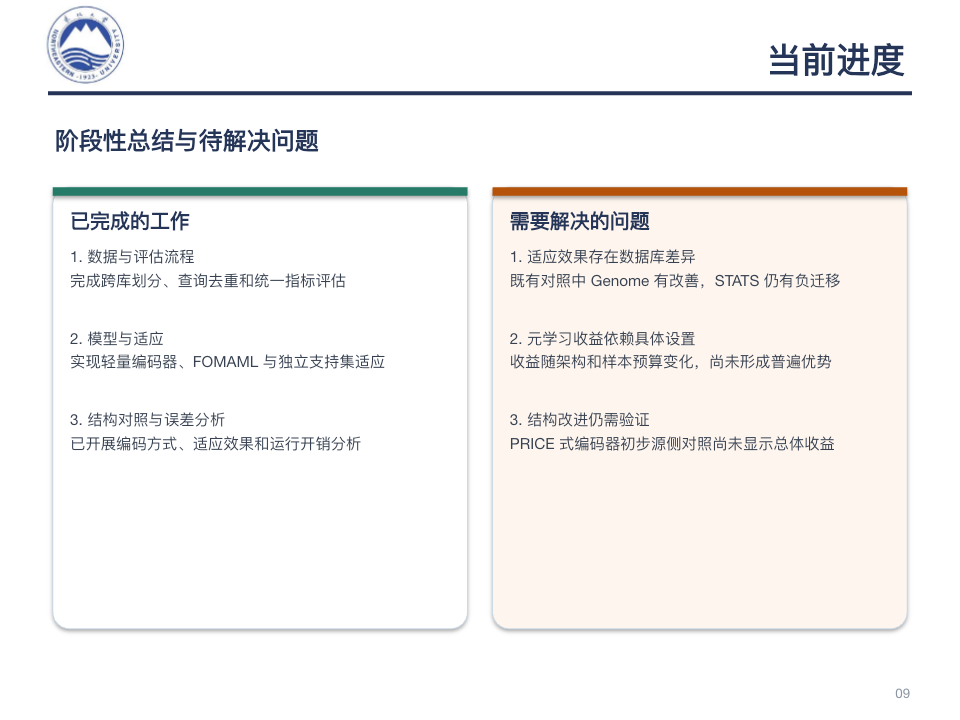 东北大学
NORTHEASTERN · 1923 · UNIVERSITY
当前进度
阶段性总结与待解决问题
已完成的工作
1. 数据与评估流程
完成跨库划分、查询去重和统一指标评估
2. 模型与适应
实现轻量编码器、FOMAML 与独立支持集适应
3. 结构对照与误差分析
已开展编码方式、适应效果和运行开销分析
需要解决的问题
1. 适应效果存在数据库差异
既有对照中 Genome 有改善，STATS 仍有负迁移
2. 元学习收益依赖具体设置
收益随架构和样本预算变化，尚未形成普遍优势
3. 结构改进仍需验证
PRICE 式编码器初步源侧对照尚未显示总体收益
09